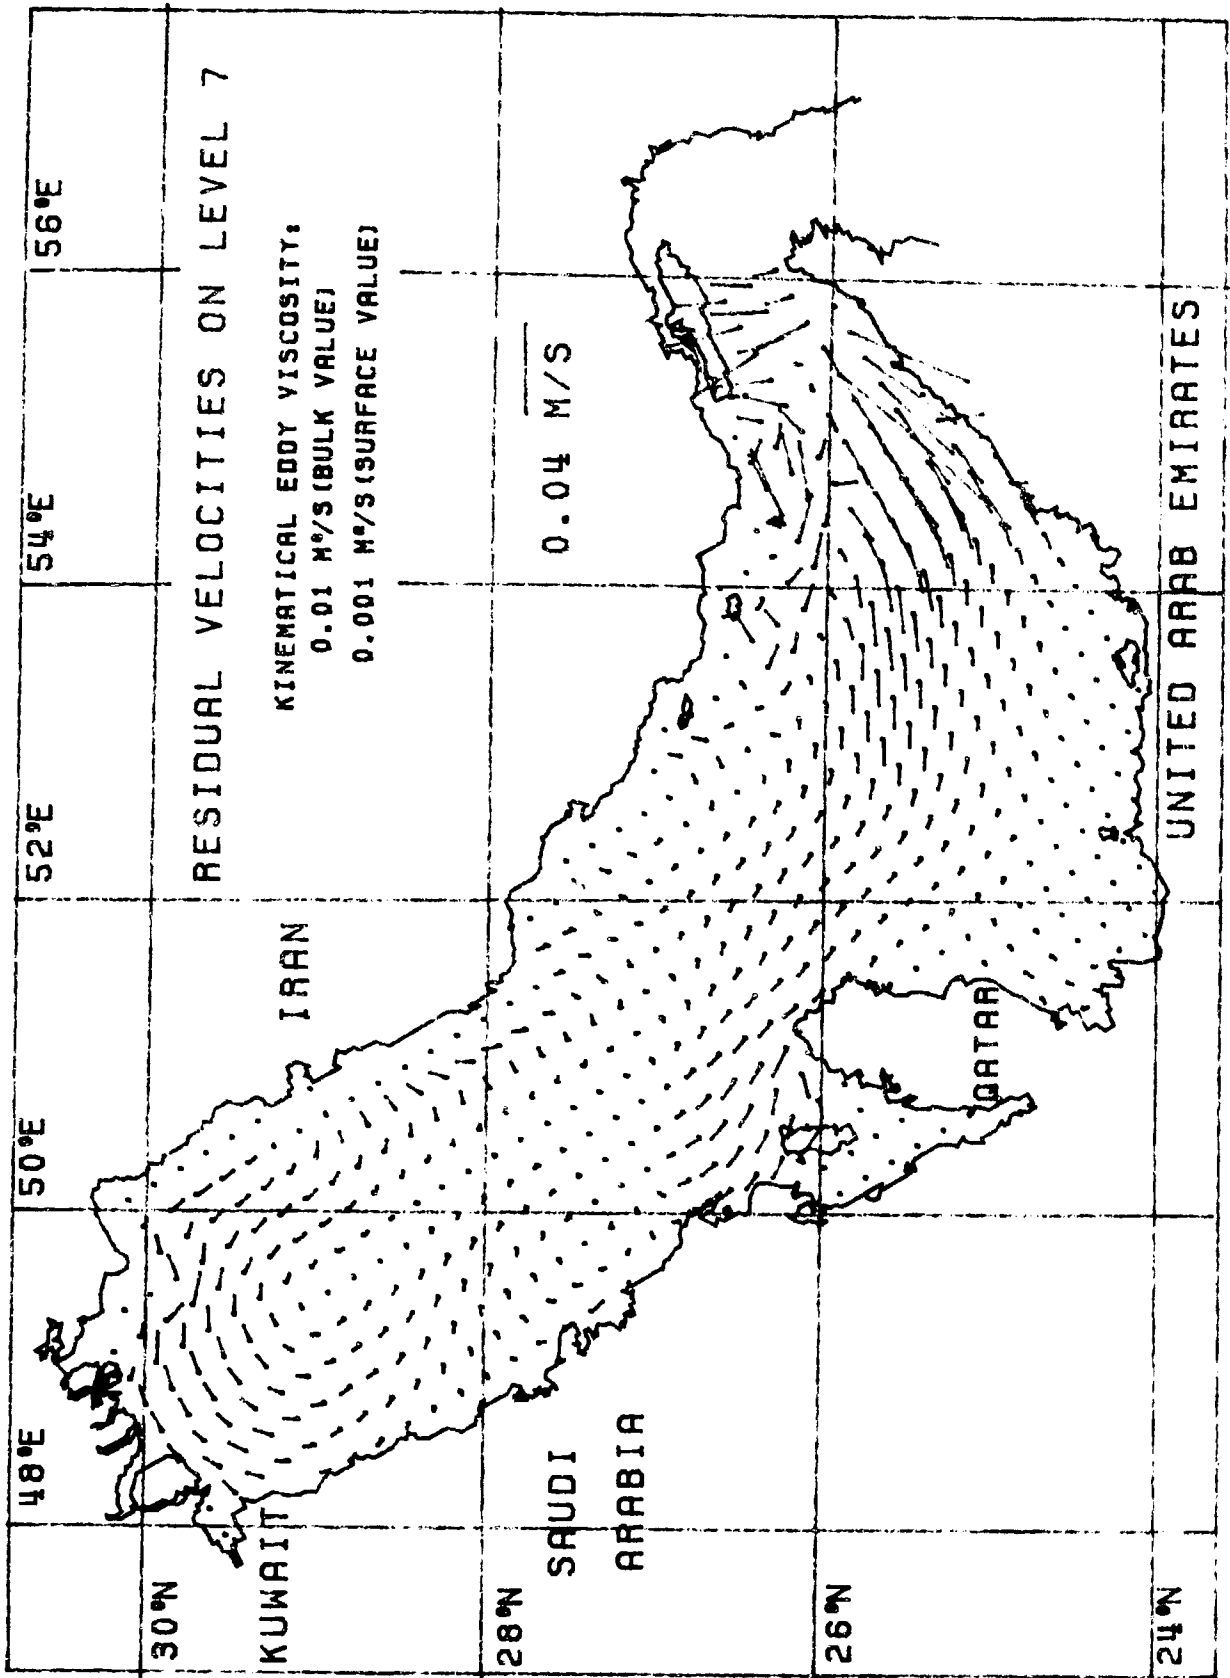 48°E
50°E
52°E
54°E
56°E
30°N
RESIDUAL VELOCITIES ON LEVEL 7
KUWAIT
IRAN
KINEMATICAL EDDY VISCOSITY:
0.01 M²/S(BULK VALUE)
0.001 M²/S(SURFACE VALUE)
28°N
SAUDI
ARABIA
0.04 M/S
26°N
QATAR
24°N
UNITED ARAB EMIRATES